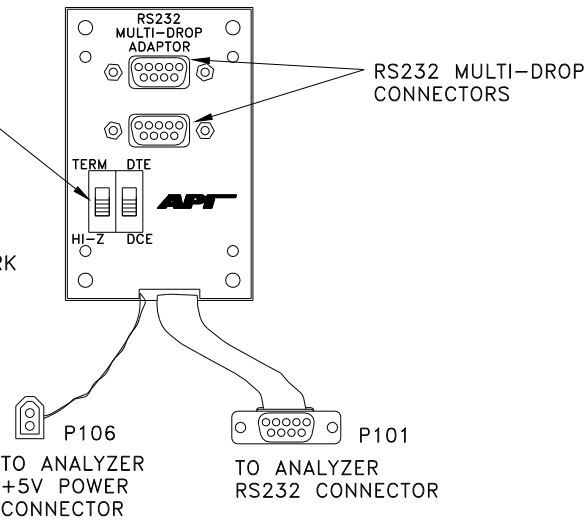 RS232
MULTI-DROP
ADAPTOR
RS232 MULTI-DROP
CONNECTORS
TERM DTE
API
HI-Z DCE
RK
P106
TO ANALYZER
+5V POWER
CONNECTOR
P101
TO ANALYZER
RS232 CONNECTOR